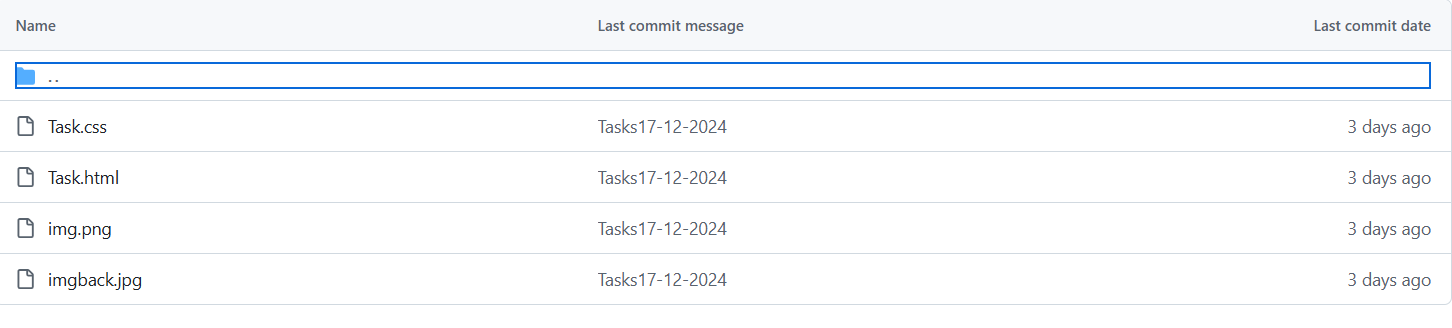 Name Last commit message Last commit date
..
Task.css Tasks17-12-2024 3 days ago
Task.html Tasks17-12-2024 3 days ago
img.png Tasks17-12-2024 3 days ago
imgback.jpg Tasks17-12-2024 3 days ago